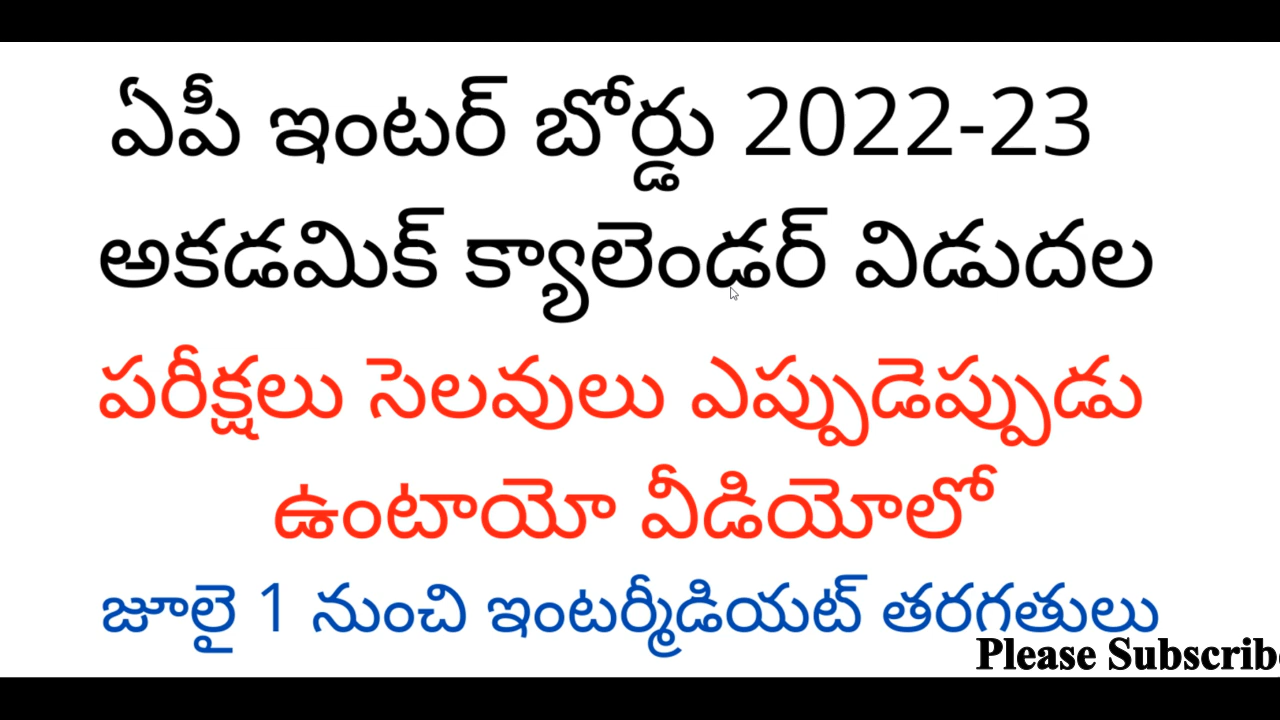 ఏపీ ఇంటర్ బోర్డు 2022-23
అకడమిక్ క్యాలెండర్ విడుదల
పరీక్షలు సెలవులు ఎప్పుడెప్పుడు
ఉంటాయో వీడియోలో
జూలై 1 నుంచి ఇంటర్మీడియట్ తరగతులు
Please Subscribe